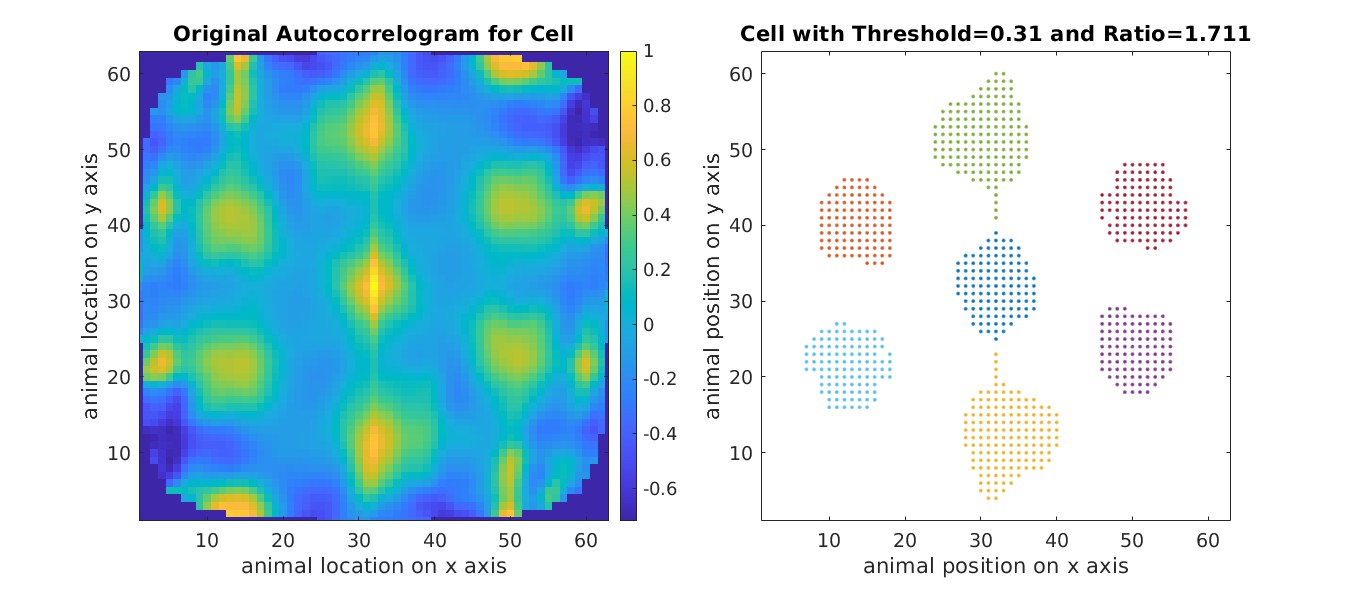 Original Autocorrelogram for Cell
animal location on y axis
60
50
40
30
20
10
10 20 30 40 50 60
animal location on x axis
1
0.8
0.6
0.4
0.2
0
-0.2
-0.4
-0.6
Cell with Threshold=0.31 and Ratio=1.711
animal position on y axis
60
50
40
30
20
10
10 20 30 40 50 60
animal position on x axis